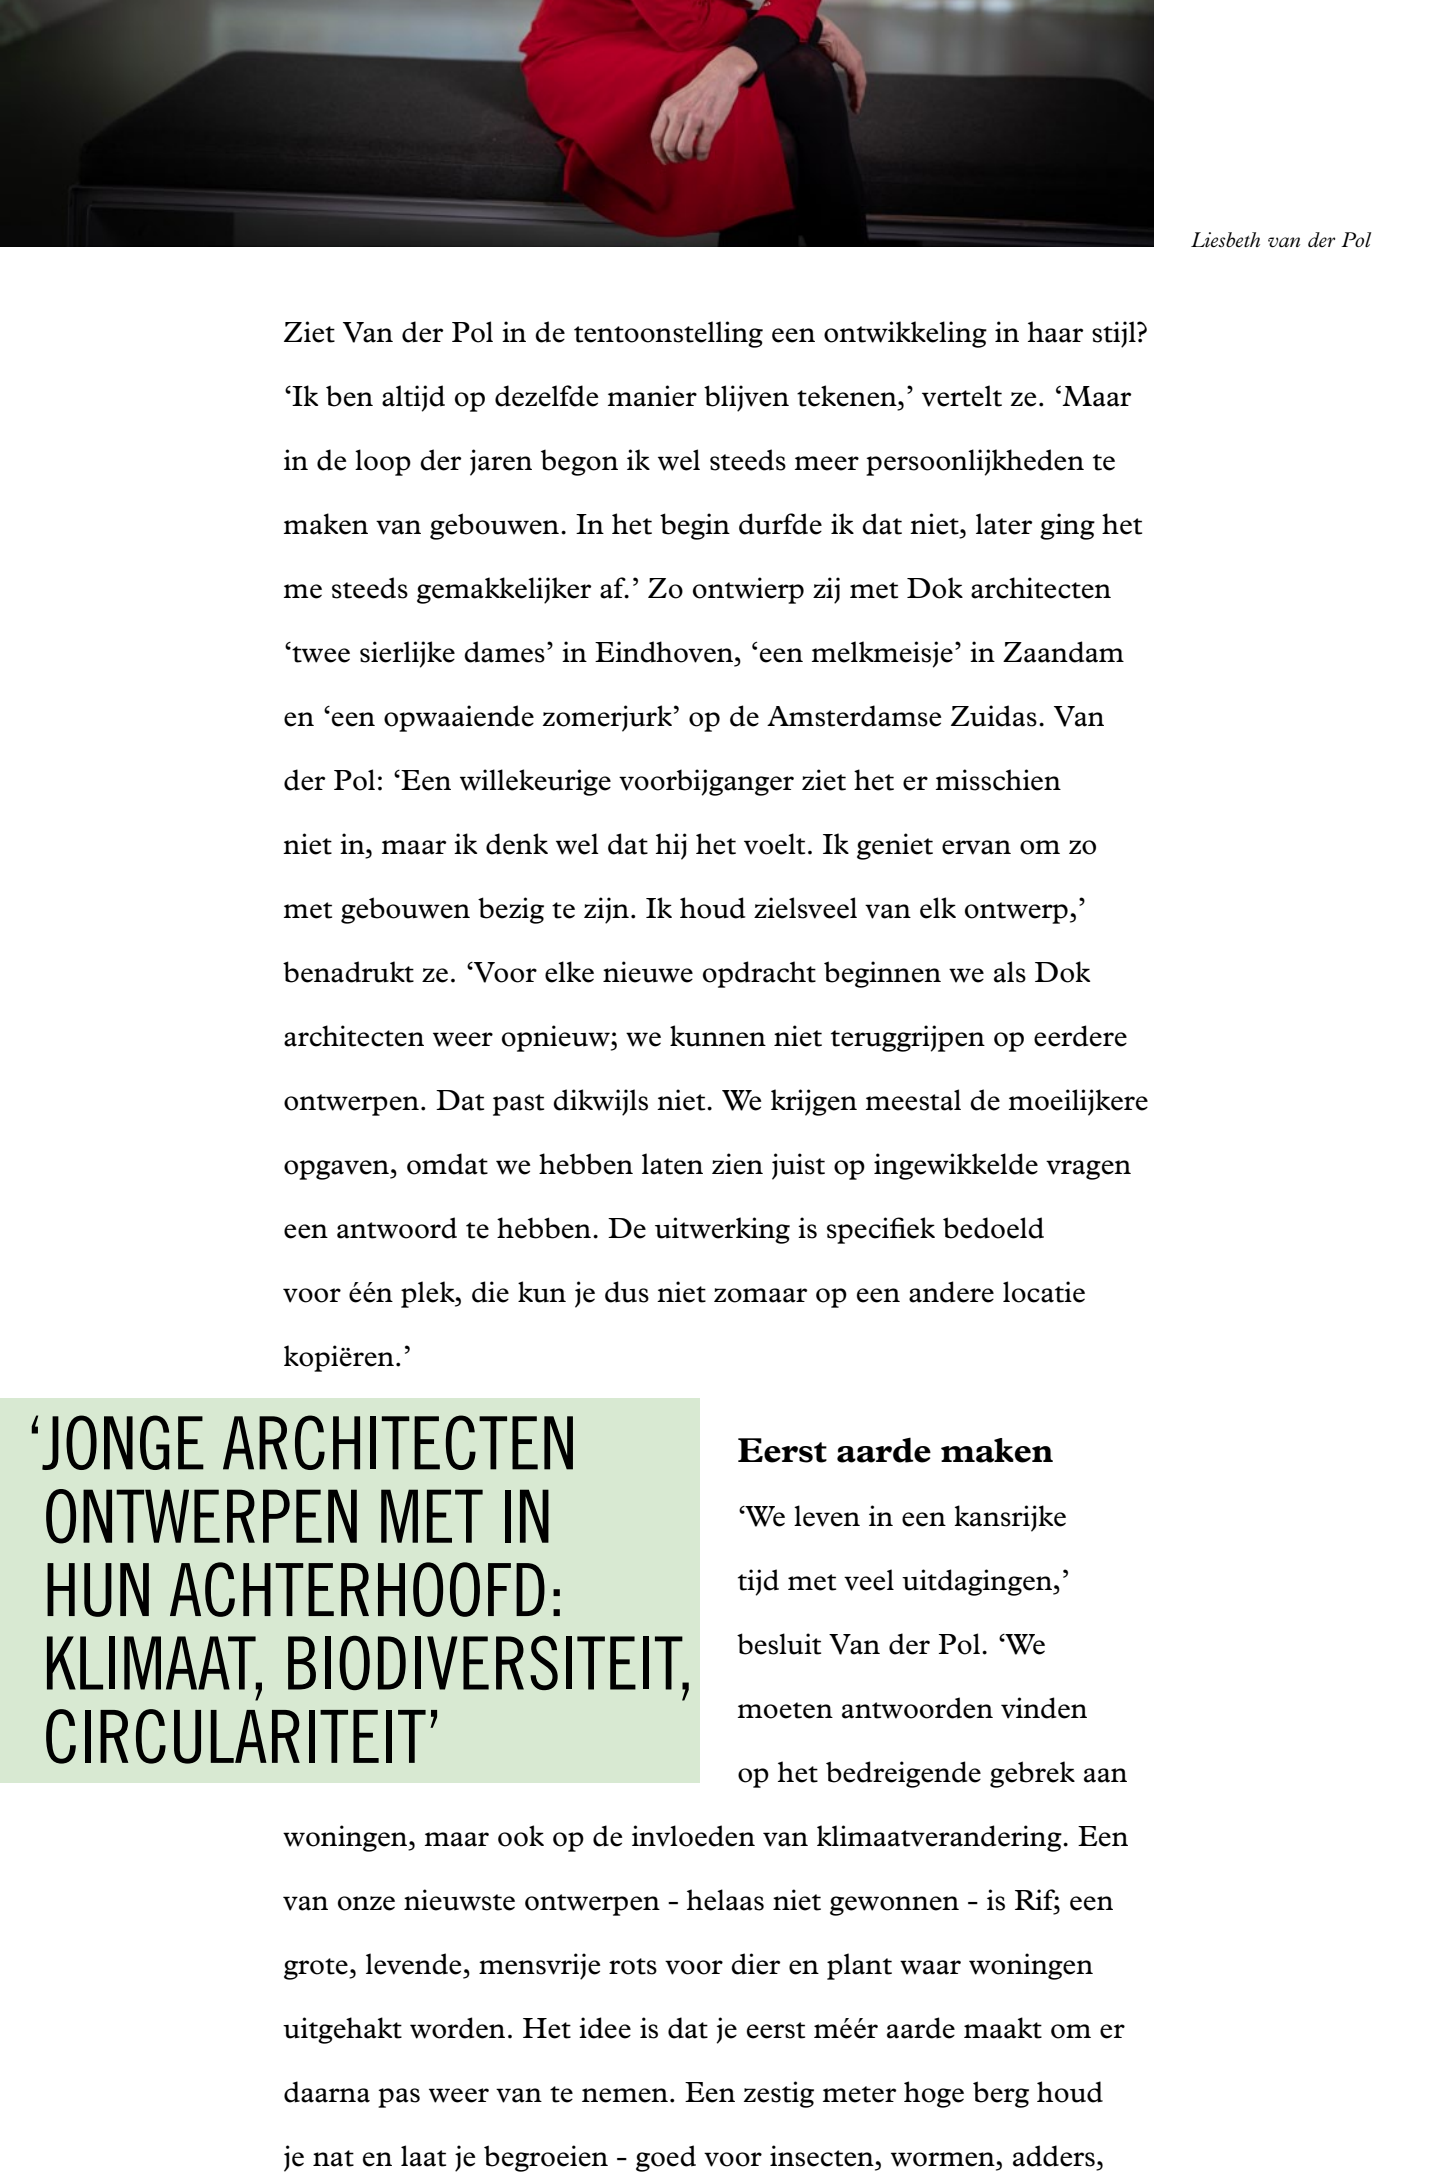 Liesbeth van der Pol
Ziet Van der Pol in de tentoonstelling een ontwikkeling in haar stijl?
‘Ik ben altijd op dezelfde manier blijven tekenen,’ vertelt ze. ‘Maar
in de loop der jaren begon ik wel steeds meer persoonlijkheden te
maken van gebouwen. In het begin durfde ik dat niet, later ging het
me steeds gemakkelijker af.’ Zo ontwierp zij met Dok architecten
‘twee sierlijke dames’ in Eindhoven, ‘een melkmeisje’ in Zaandam
en ‘een opwaaiende zomerjurk’ op de Amsterdamse Zuidas. Van
der Pol: ‘Een willekeurige voorbijganger ziet het er misschien
niet in, maar ik denk wel dat hij het voelt. Ik geniet ervan om zo
met gebouwen bezig te zijn. Ik houd zielsveel van elk ontwerp,’
benadrukt ze. ‘Voor elke nieuwe opdracht beginnen we als Dok
architecten weer opnieuw; we kunnen niet teruggrijpen op eerdere
ontwerpen. Dat past dikwijls niet. We krijgen meestal de moeilijkere
opgaven, omdat we hebben laten zien juist op ingewikkelde vragen
een antwoord te hebben. De uitwerking is specifiek bedoeld
voor één plek, die kun je dus niet zomaar op een andere locatie
kopiëren.’
‘JONGE ARCHITECTEN
ONTWERPEN MET IN
HUN ACHTERHOOFD:
KLIMAAT, BIODIVERSITEIT,
CIRCULARITEIT’
Eerst aarde maken
‘We leven in een kansrijke
tijd met veel uitdagingen,’
besluit Van der Pol. ‘We
moeten antwoorden vinden
op het bedreigende gebrek aan
woningen, maar ook op de invloeden van klimaatverandering. Een
van onze nieuwste ontwerpen - helaas niet gewonnen - is Rif; een
grote, levende, mensvrije rots voor dier en plant waar woningen
uitgehakt worden. Het idee is dat je eerst méér aarde maakt om er
daarna pas weer van te nemen. Een zestig meter hoge berg houd
je nat en laat je begroeien - goed voor insecten, wormen, adders,